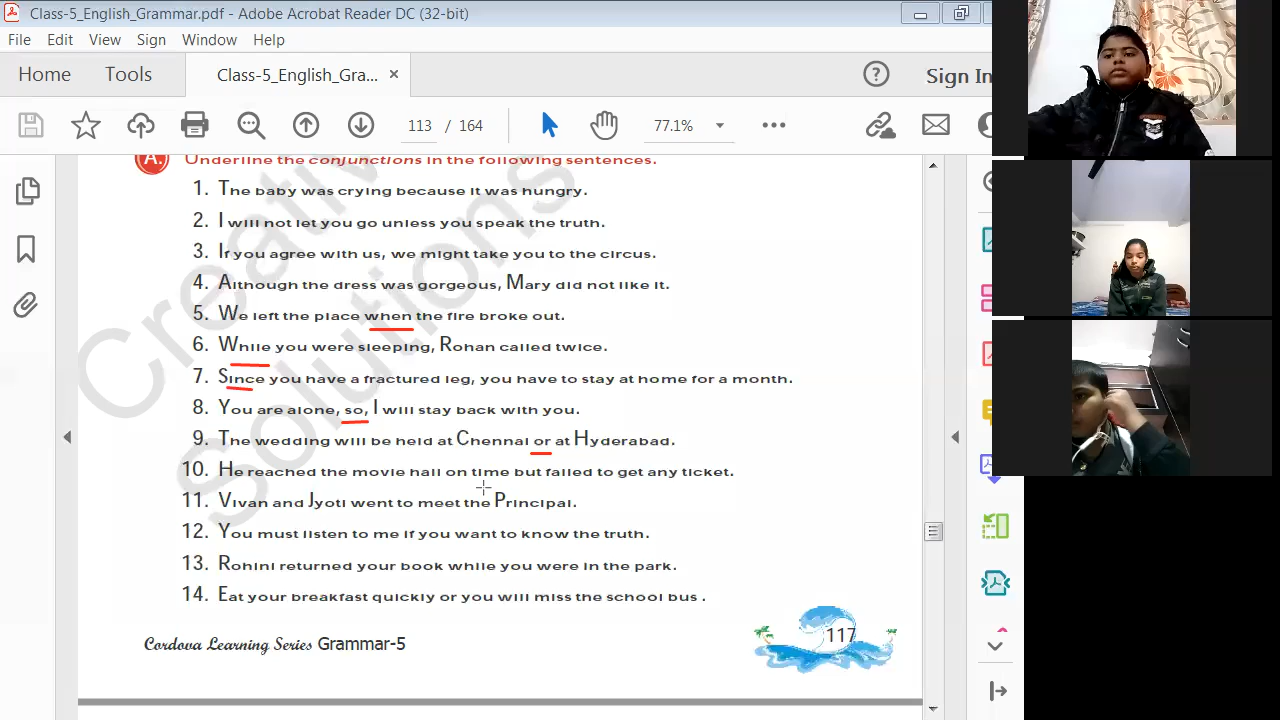 Class-5_English_Grammar.pdf - Adobe Acrobat Reader DC (32-bit)
File Edit View Sign Window Help
Home Tools Class-5_English_Gra... × ? Sign In
113 / 164 77.1%
A. Underline the conjunctions in the following sentences.
1. The baby was crying because it was hungry.
2. I will not let you go unless you speak the truth.
3. If you agree with us, we might take you to the circus.
4. Although the dress was gorgeous, Mary did not like it.
5. We left the place when the fire broke out.
6. While you were sleeping, Rohan called twice.
7. Since you have a fractured leg, you have to stay at home for a month.
8. You are alone, so, I will stay back with you.
9. The wedding will be held at Chennai or at Hyderabad.
10. He reached the movie hall on time but failed to get any ticket.
11. Vivan and Jyoti went to meet the Principal.
12. You must listen to me if you want to know the truth.
13. Rohini returned your book while you were in the park.
14. Eat your breakfast quickly or you will miss the school bus .
Cordova Learning Series Grammar-5
117
Creative
Solutions